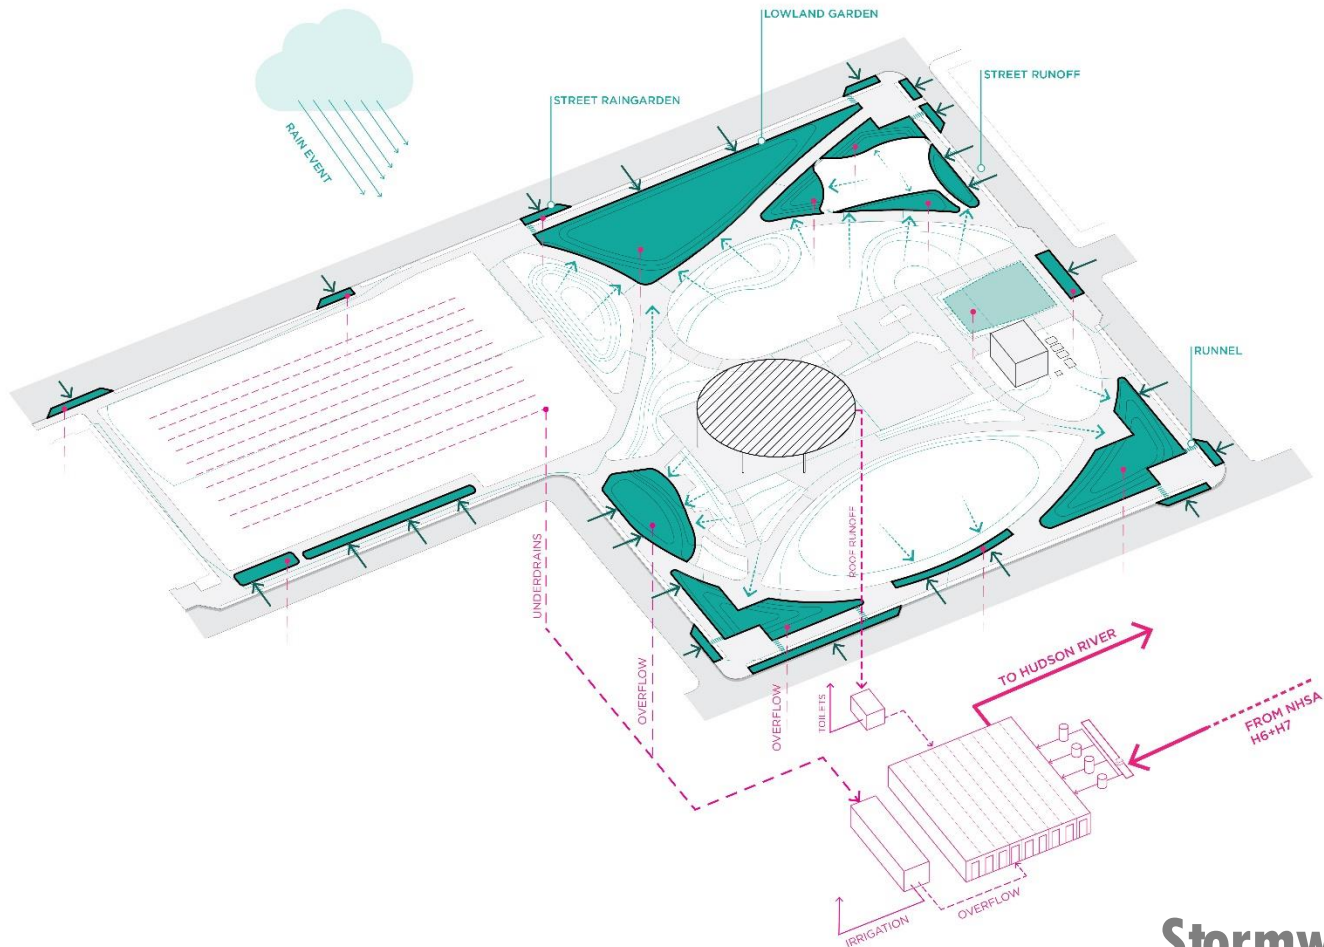 LOWLAND GARDEN
STREET RUNOFF
STREET RAINGARDEN
RAIN EVENT
RUNNEL
UNDERDRAINS
ROOF RUNOFF
OVERFLOW
OVERFLOW
TOILETS
TO HUDSON RIVER
FROM NHSA
H6+H7
OVERFLOW
IRRIGATION